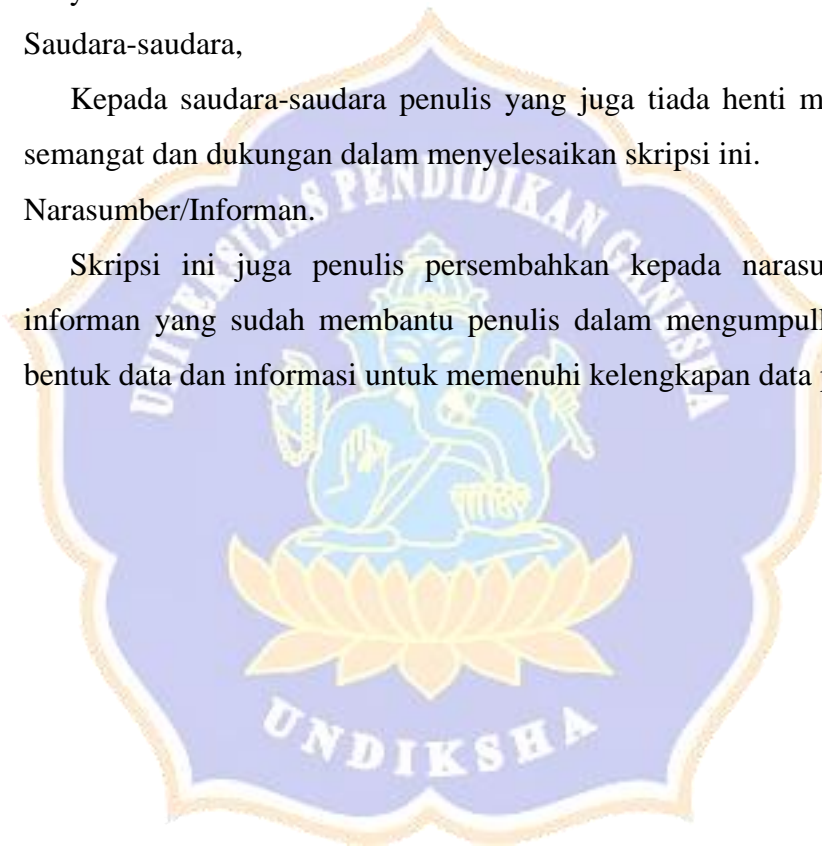 Saudara-saudara,
Kepada saudara-saudara penulis yang juga tiada henti
semangat dan dukungan dalam menyelesaikan skripsi ini.
Narasumber/Informan.
Skripsi ini juga penulis persembahkan kepada
informan yang sudah membantu penulis dalam
bentuk data dan informasi untuk memenuhi kelengkapan data
UNIVERSITAS PENDIDIKAN GANESHA
UNDIKSHA